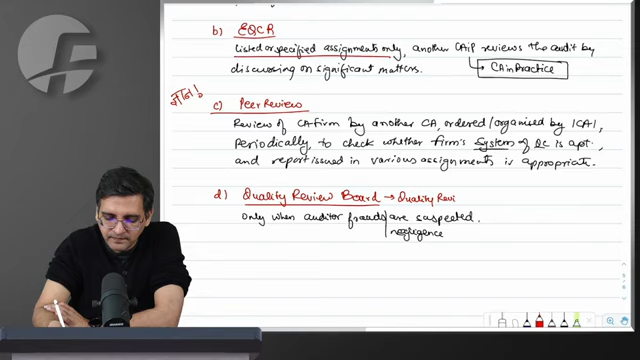 b) EQCR
Listed or specified assignments only, another CAiP reviews the audit by
discussing on significant matters.
CA in Practice
c) Peer Review
Review of CA firm by another CA, ordered/organised by ICAI,
Periodically, to check whether firm's System of QC is apt.
and report issued in various assignments is appropriate.
d) Quality Review Board → Quality Revi
Only when auditor frauds are suspected.
negligence